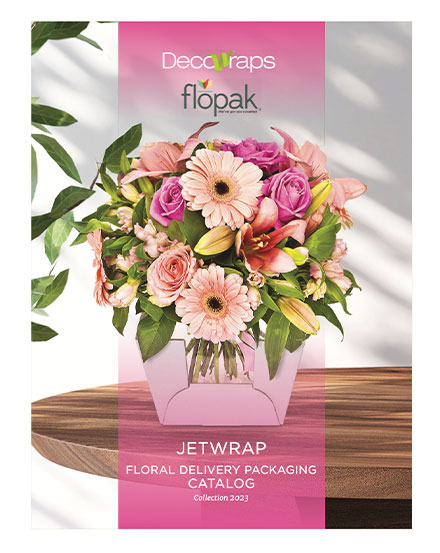 Decowraps
flopak
JETWRAP
FLORAL DELIVERY PACKAGING
CATALOG
Collection 2023